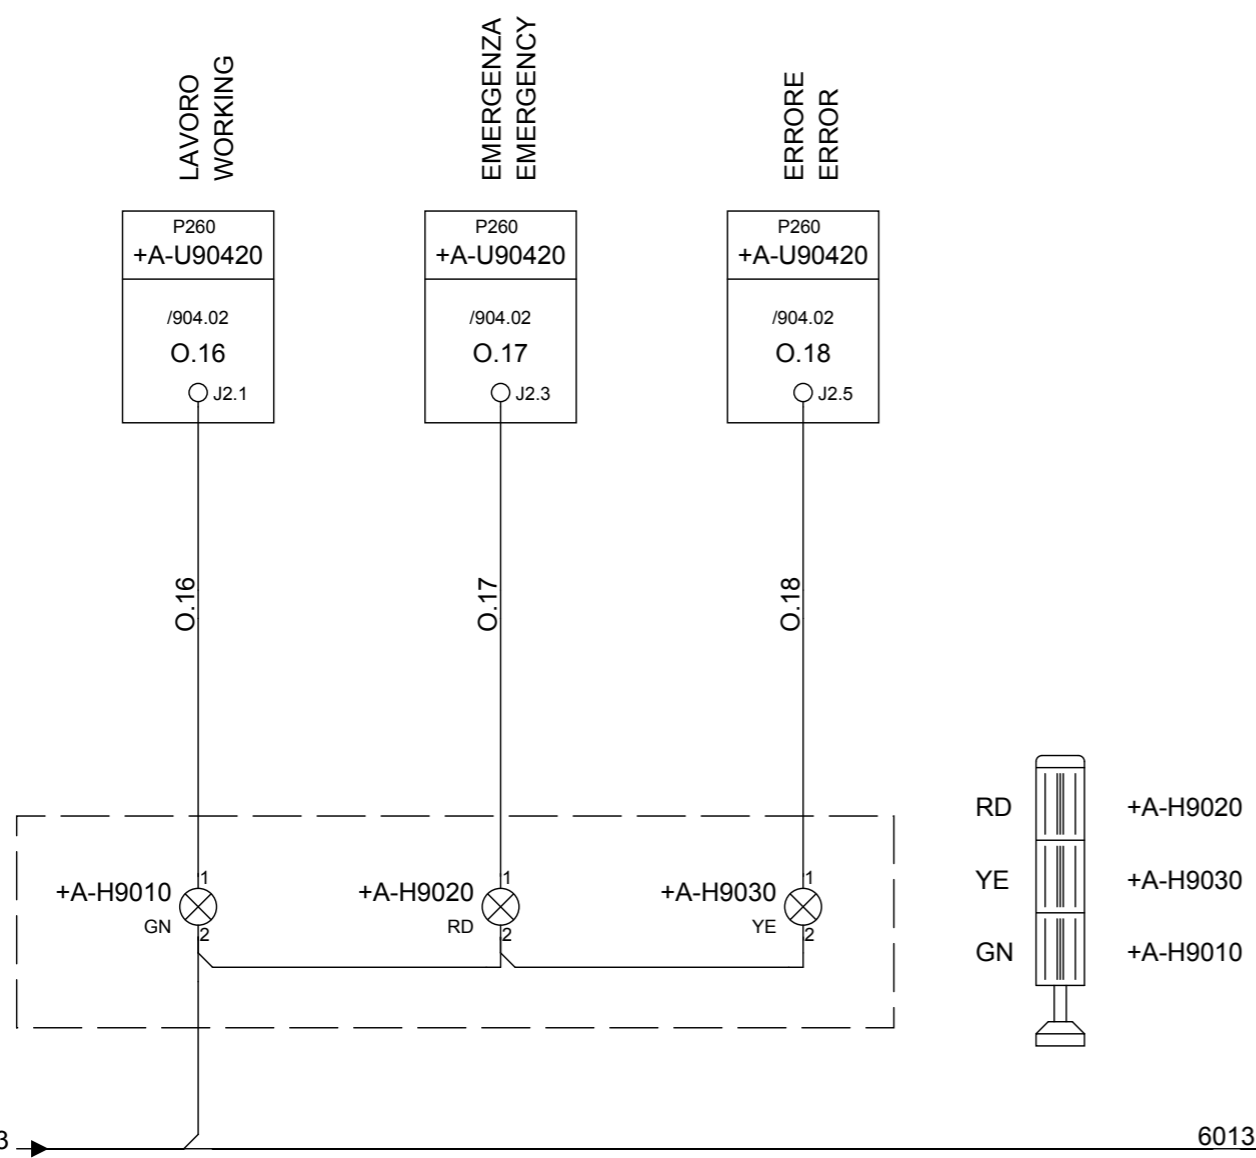 LAVORO
WORKING
EMERGENZA
EMERGENCY
ERRORE
ERROR
P260
+A-U90420
/904.02
O.16
J2.1
P260
+A-U90420
/904.02
O.17
J2.3
P260
+A-U90420
/904.02
O.18
J2.5
O.16
O.17
O.18
+A-H9010
GN
1
2
+A-H9020
RD
1
2
+A-H9030
YE
1
2
RD +A-H9020
YE +A-H9030
GN +A-H9010
3
6013